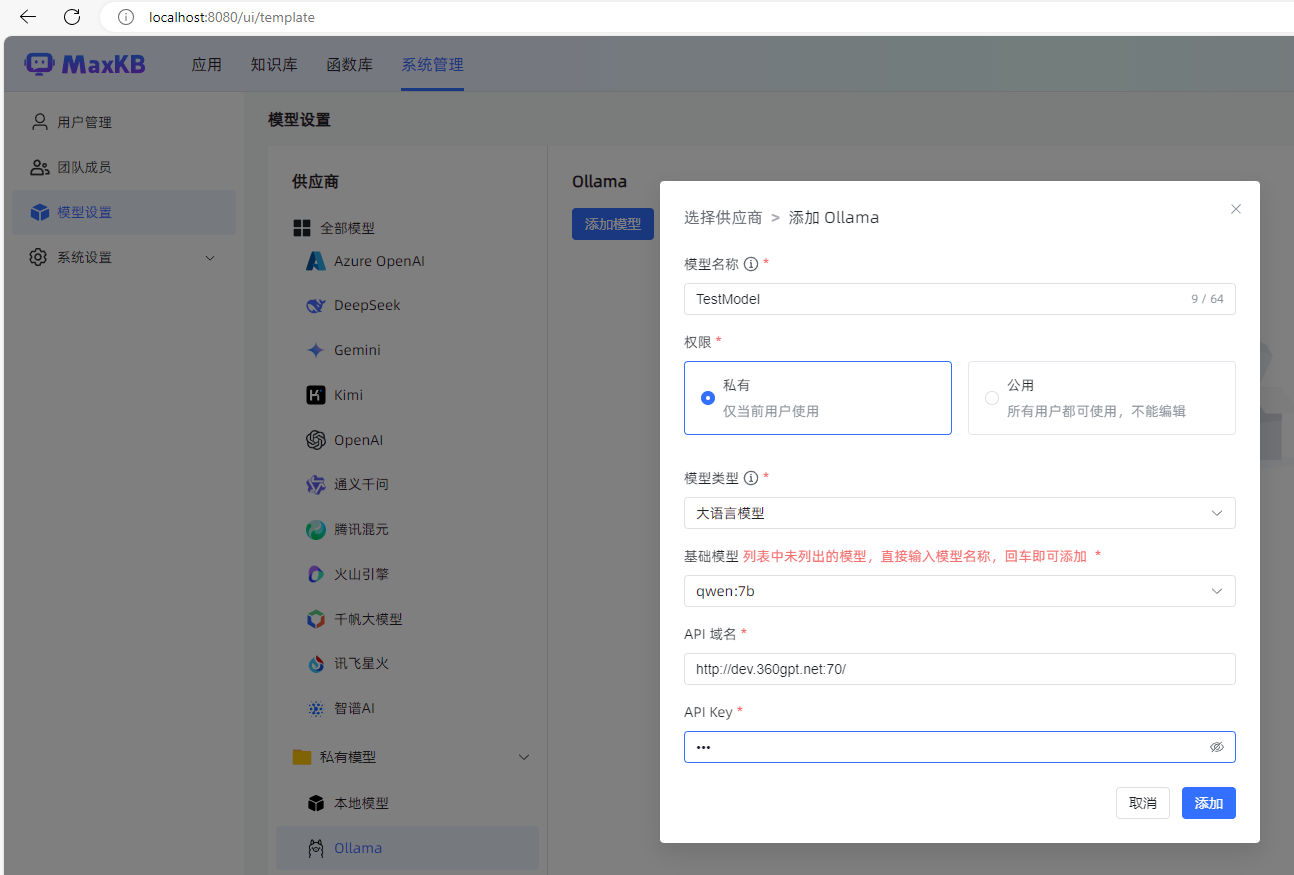 localhost:8080/ui/template
MaxKB
应用 知识库 函数库 系统管理
用户管理
团队成员
模型设置
系统设置
模型设置
供应商
全部模型
Azure OpenAI
DeepSeek
Gemini
Kimi
OpenAI
通义千问
腾讯混元
火山引擎
千帆大模型
讯飞星火
智谱AI
私有模型
本地模型
Ollama
Ollama
添加模型
选择供应商 > 添加 Ollama
模型名称 *
TestModel 9 / 64
权限 *
私有
仅当前用户使用
公用
所有用户都可使用，不能编辑
模型类型 *
大语言模型
基础模型 列表中未列出的模型，直接输入模型名称，回车即可添加 *
qwen:7b
API 域名 *
http://dev.360gpt.net:70/
API Key *
•••
取消 添加